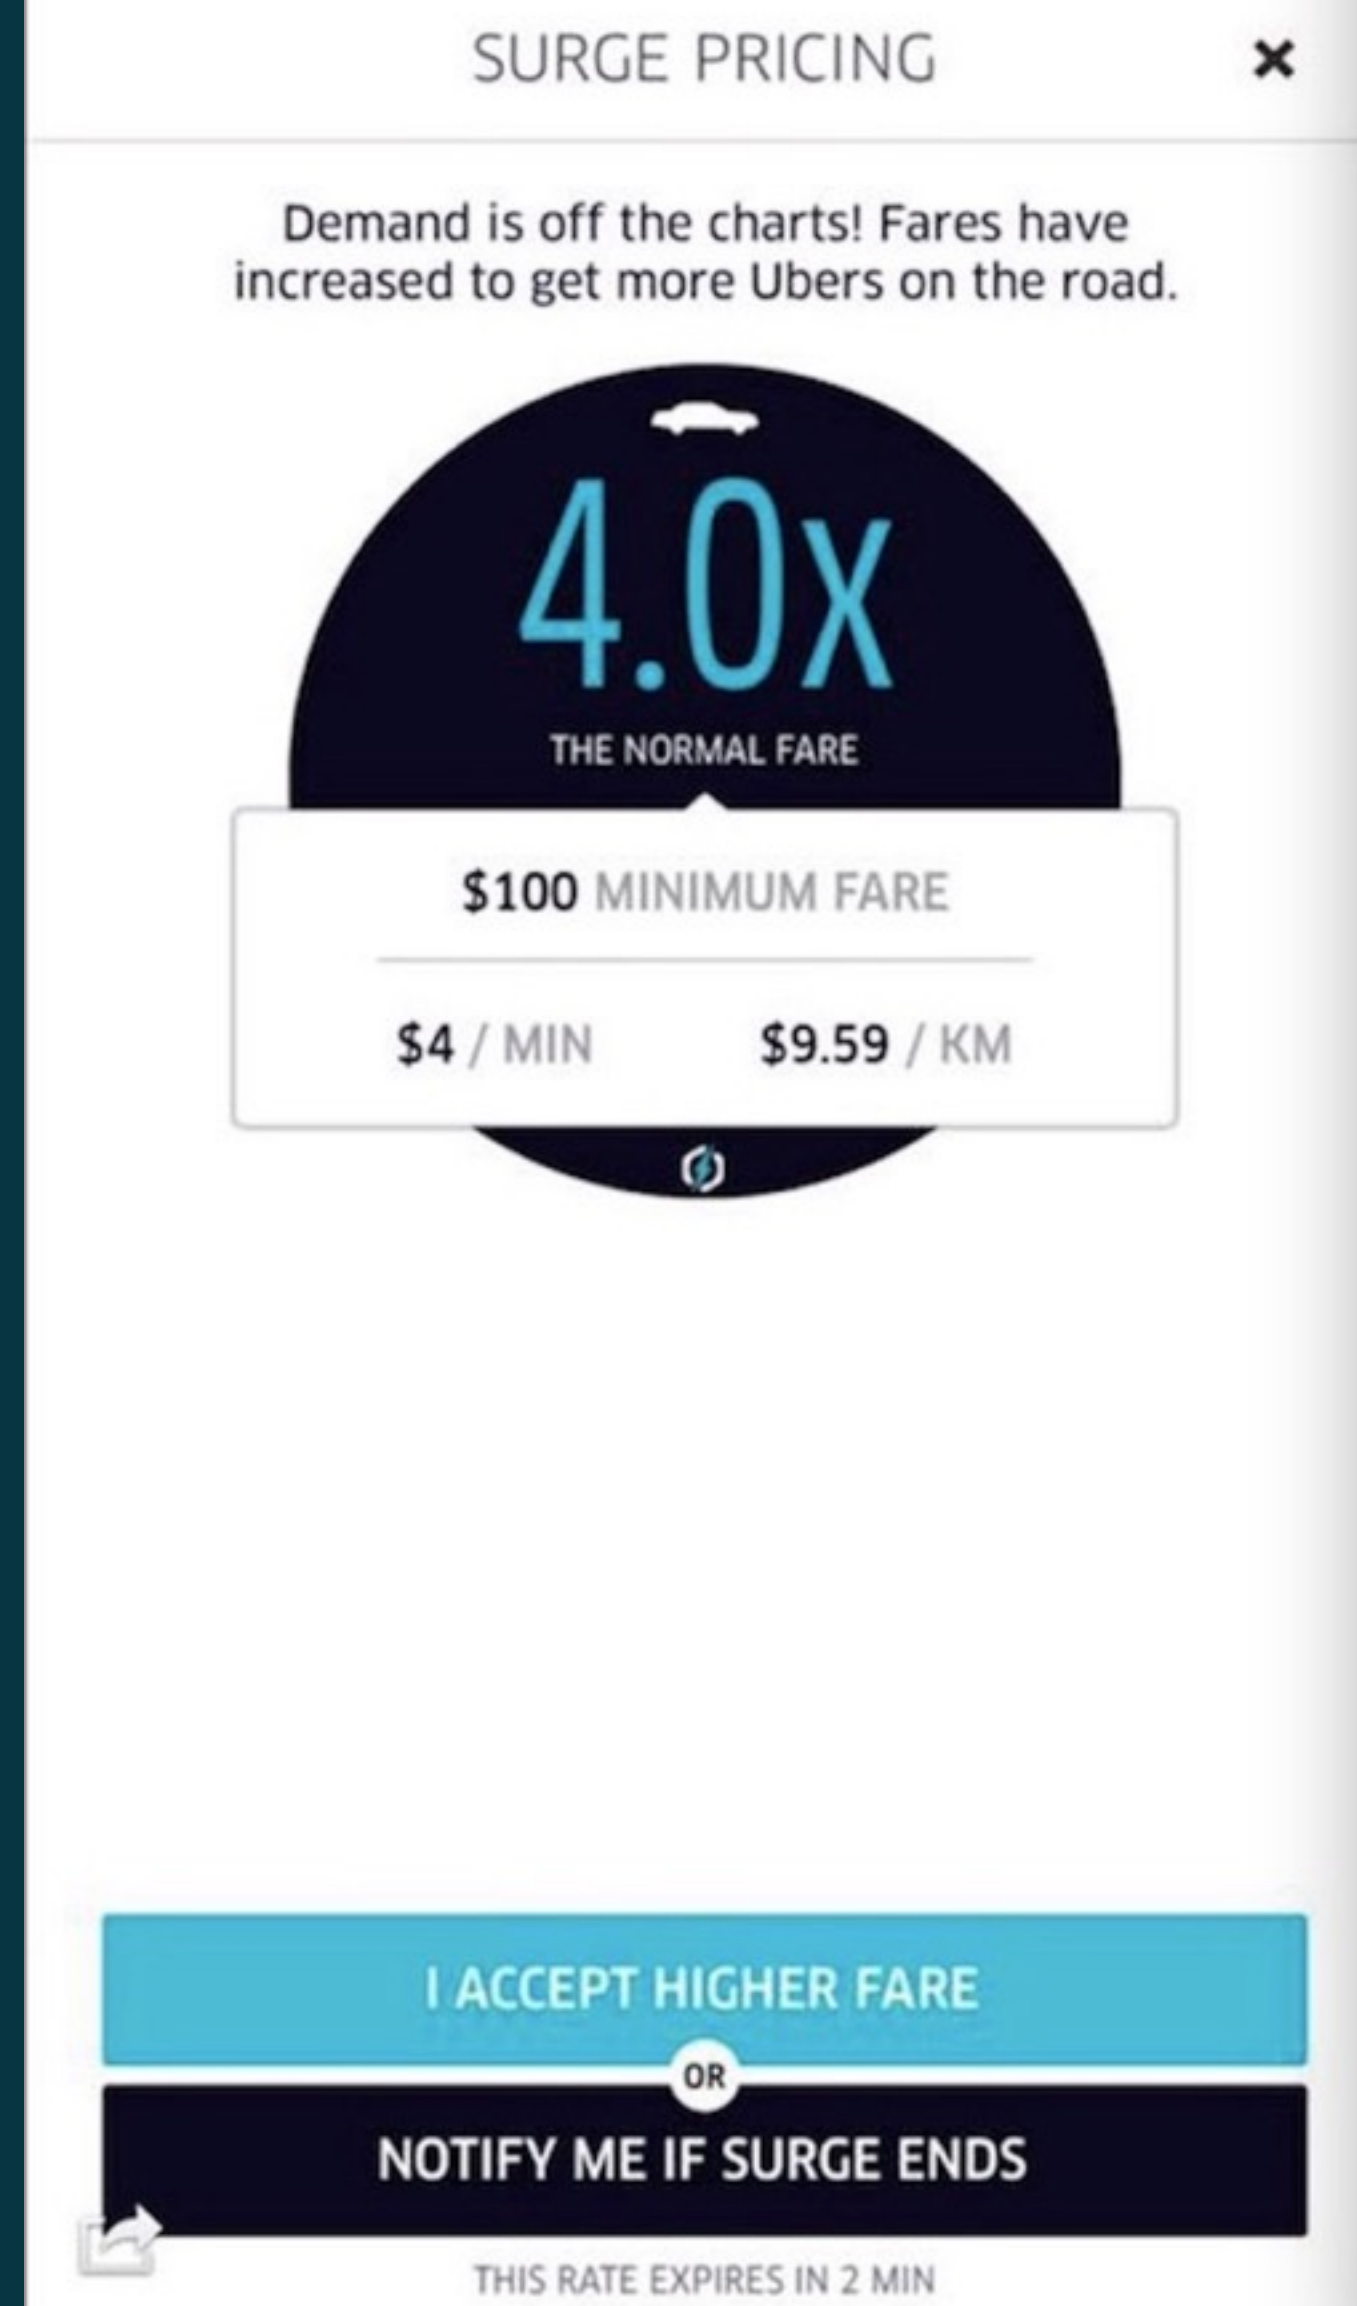 SURGE PRICING
Demand is off the charts! Fares have
increased to get more Ubers on the road.
4.0x
THE NORMAL FARE
$100 MINIMUM FARE
$4 / MIN $9.59 / KM
I ACCEPT HIGHER FARE
OR
NOTIFY ME IF SURGE ENDS
THIS RATE EXPIRES IN 2 MIN